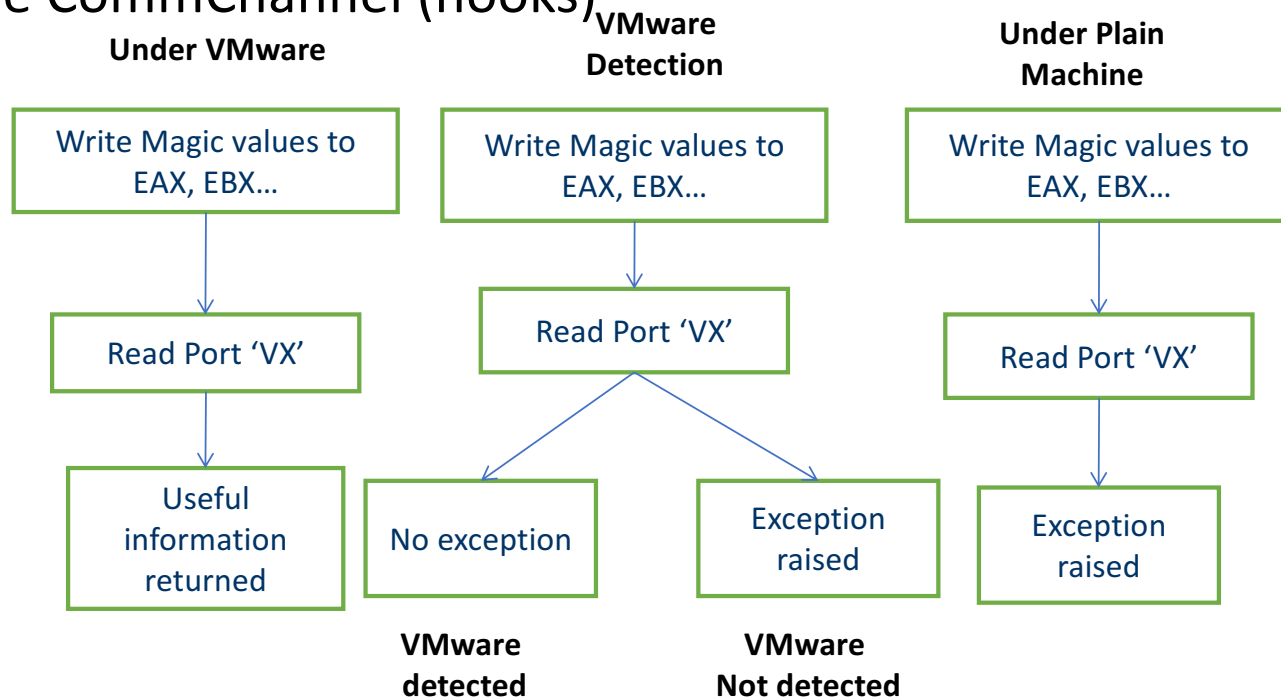 e CommChannel (hooks)
Under VMware
VMware
Detection
Under Plain
Machine
Write Magic values to
EAX, EBX...
Write Magic values to
EAX, EBX...
Write Magic values to
EAX, EBX...
Read Port ‘VX’
Read Port ‘VX’
Read Port ‘VX’
Useful
information
returned
No exception
Exception
raised
Exception
raised
VMware
detected
VMware
Not detected